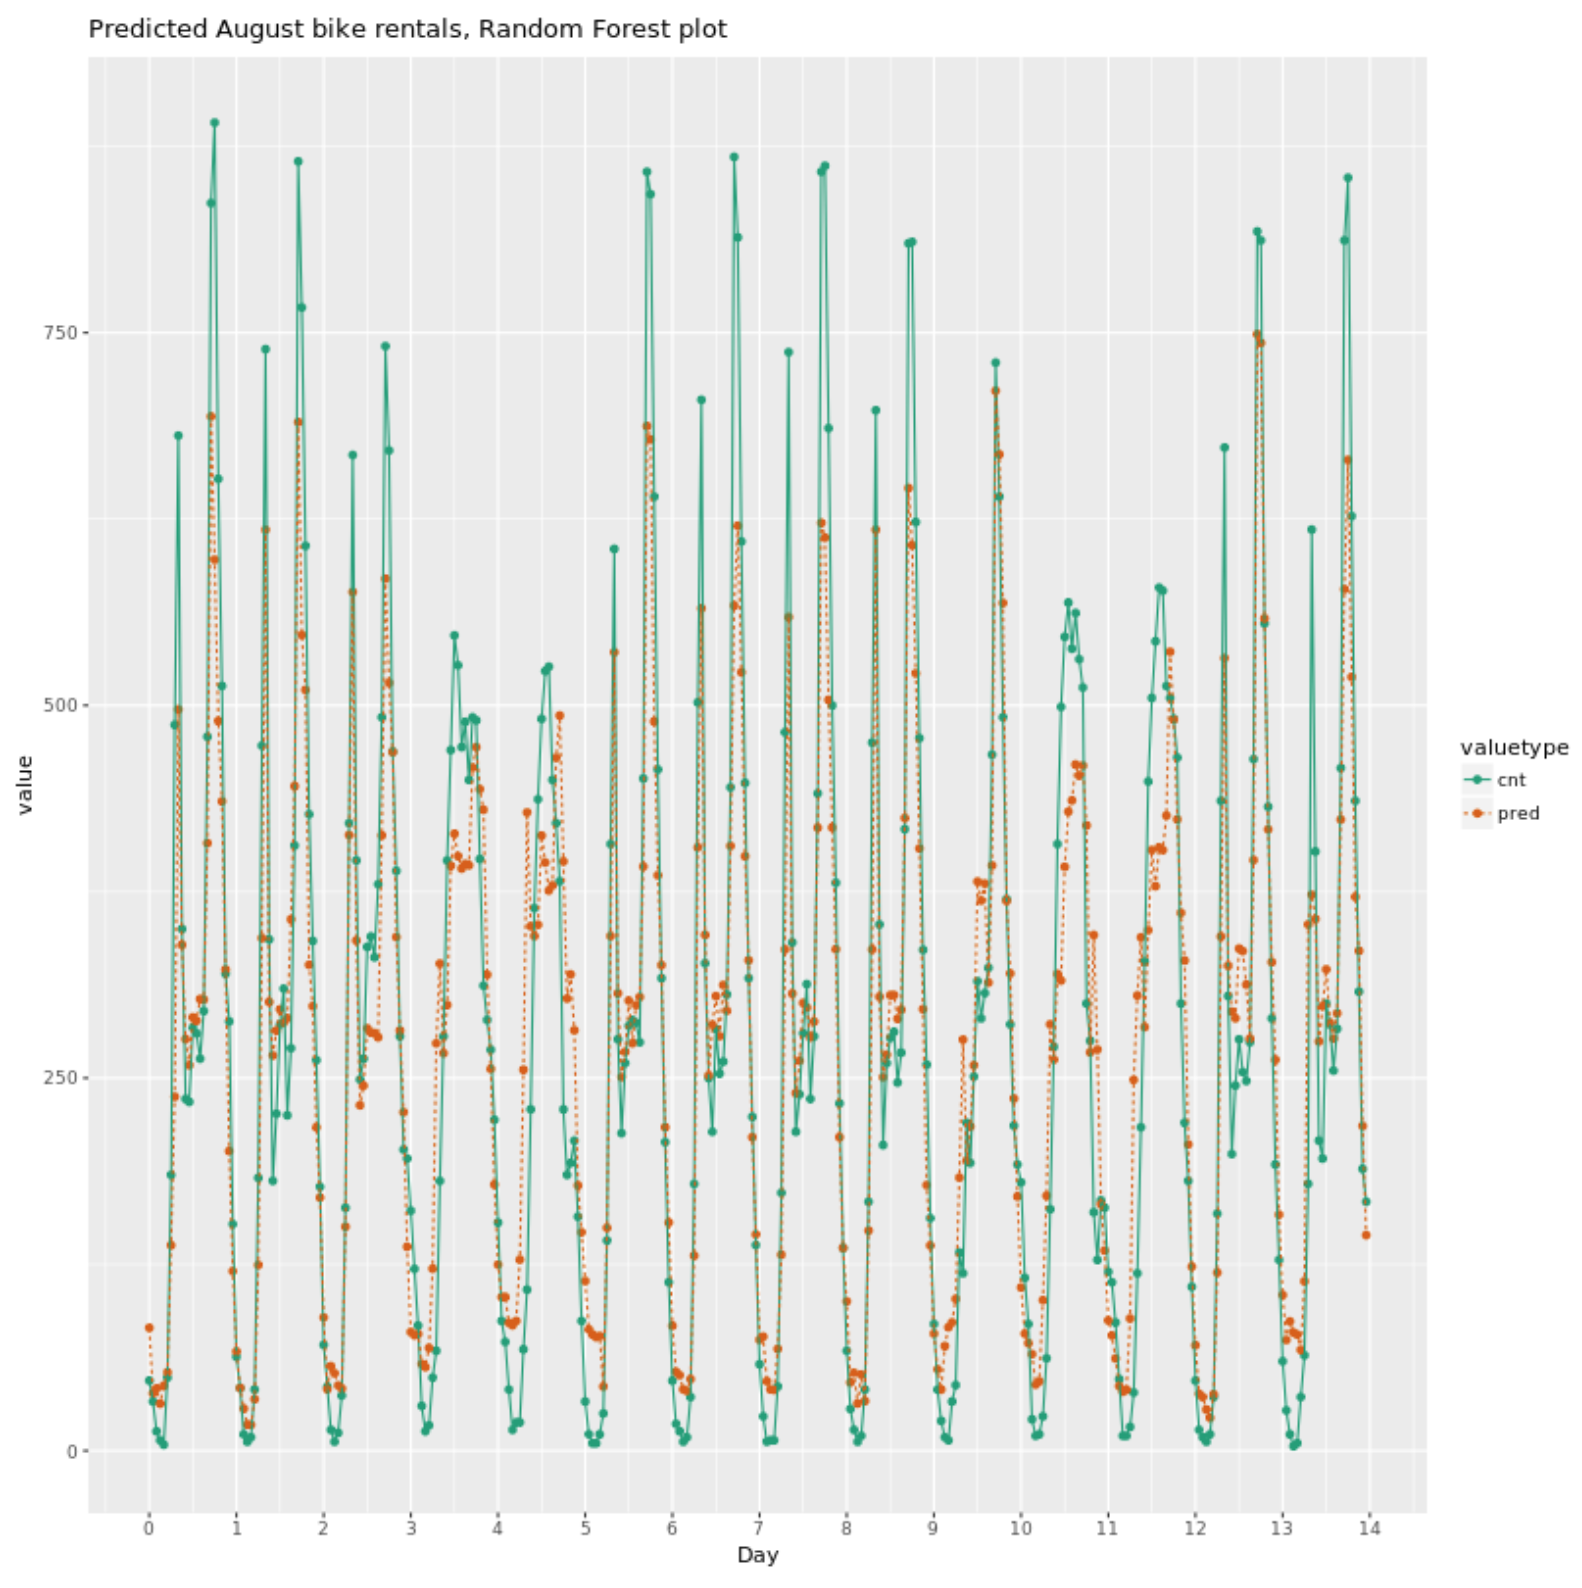 Predicted August bike rentals, Random Forest plot
value
750
500
250
0
0 1 2 3 4 5 6 7 8 9 10 11 12 13 14
Day
valuetype
cnt
pred